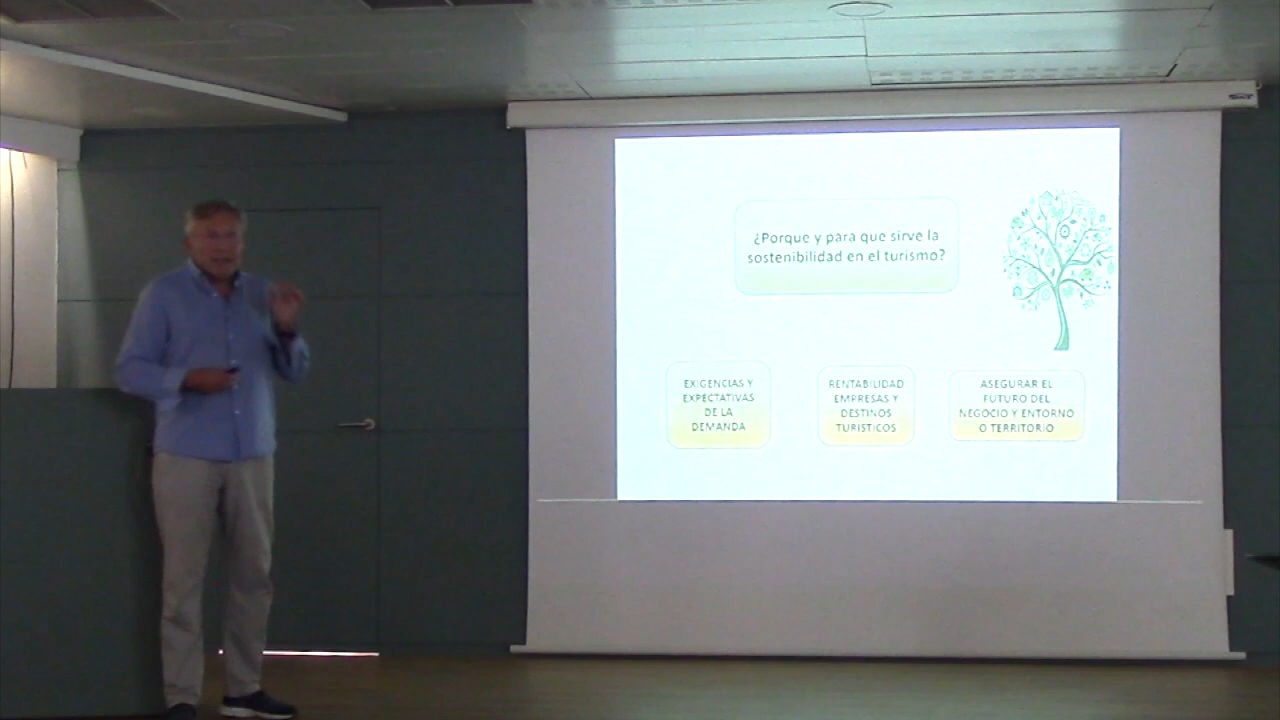 ¿Porque y para que sirve la
sostenibilidad en el turismo?
EXIGENCIAS Y
EXPECTATIVAS
DE LA
DEMANDA
RENTABILIDAD
EMPRESAS Y
DESTINOS
TURISTICOS
ASEGURAR EL
FUTURO DEL
NEGOCIO Y ENTORNO
O TERRITORIO